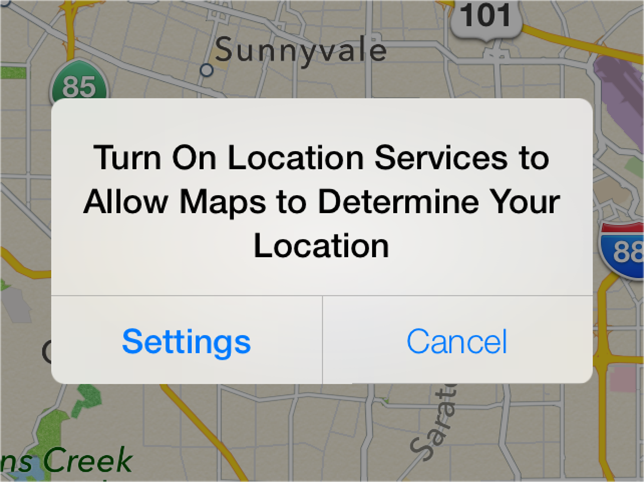 101
Sunnyvale
85
Turn On Location Services to
Allow Maps to Determine Your
Location
88
Settings
Cancel
Sarato
ns Creek